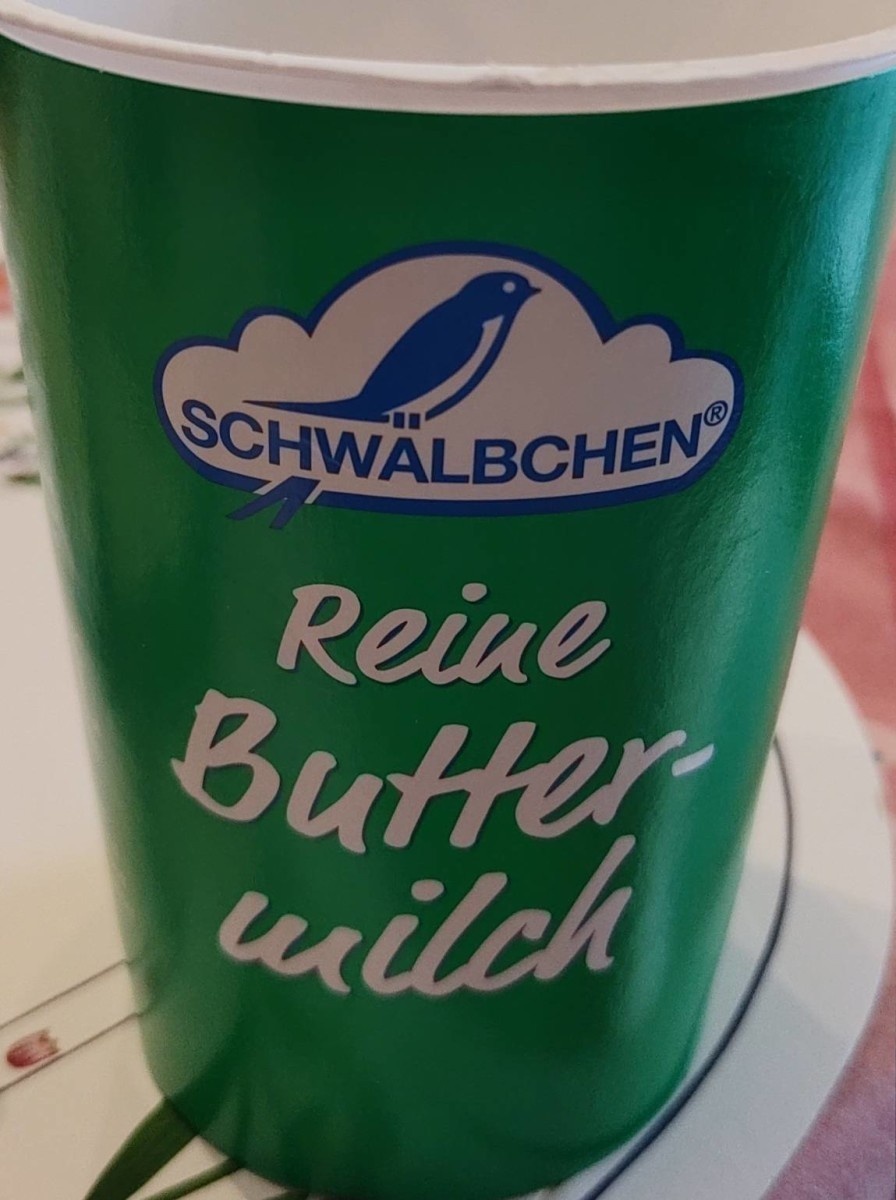 SCHWÄLBCHEN®
Reine
Butter-
milch